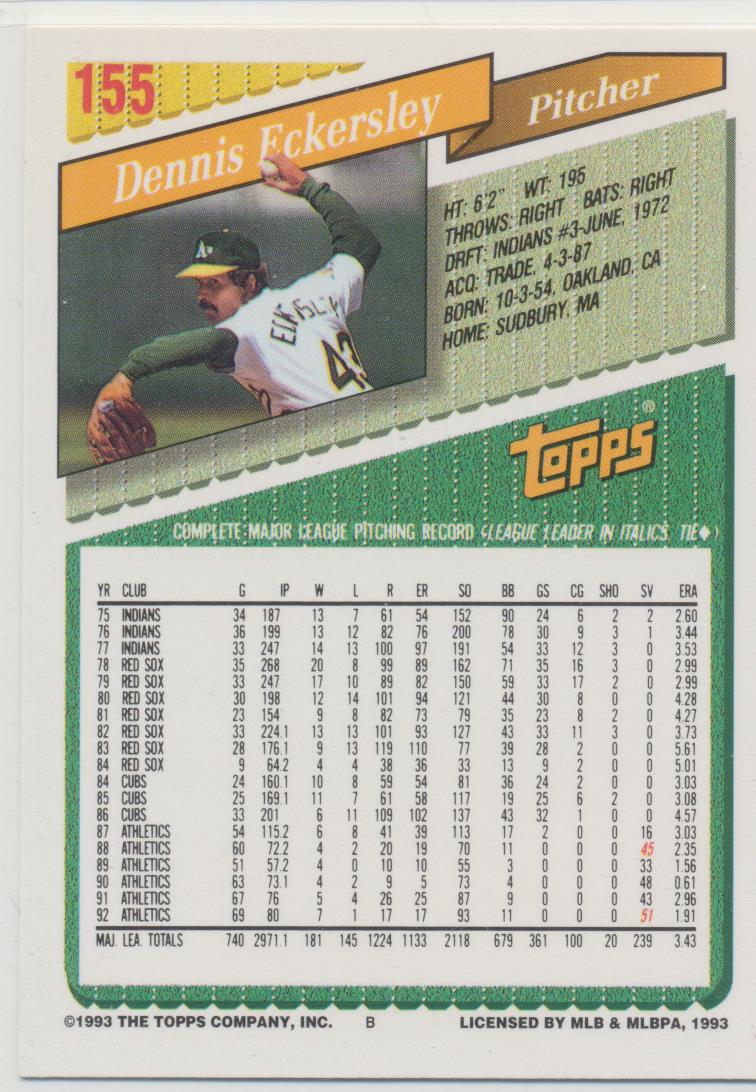 155
Dennis Eckersley
Pitcher
HT: 6'2" WT: 195
THROWS: RIGHT BATS: RIGHT
DRFT: INDIANS #3-JUNE, 1972
ACQ: TRADE, 4-3-87
BORN: 10-3-54, OAKLAND, CA
HOME: SUDBURY, MA
A's
ECKERSLEY
43
TOPPS®
COMPLETE MAJOR LEAGUE PITCHING RECORD (LEAGUE LEADER IN ITALICS, TIE◆)
YR CLUB G IP W L R ER SO BB GS CG SHO SV ERA
75 INDIANS 34 187 13 7 61 54 152 90 24 6 2 2 2.60
76 INDIANS 36 199 13 12 82 76 200 78 30 9 3 1 3.44
77 INDIANS 33 247 14 13 100 97 191 54 33 12 3 0 3.53
78 RED SOX 35 268 20 8 99 89 162 71 35 16 3 0 2.99
79 RED SOX 33 247 17 10 89 82 150 59 33 17 2 0 2.99
80 RED SOX 30 198 12 14 101 94 121 44 30 8 0 0 4.28
81 RED SOX 23 154 9 8 82 73 79 35 23 8 2 0 4.27
82 RED SOX 33 224.1 13 13 101 93 127 43 33 11 3 0 3.73
83 RED SOX 28 176.1 9 13 119 110 77 39 28 2 0 0 5.61
84 RED SOX 9 64.2 4 4 38 36 33 13 9 2 0 0 5.01
84 CUBS 24 160.1 10 8 59 54 81 36 24 2 0 0 3.03
85 CUBS 25 169.1 11 7 61 58 117 19 25 6 2 0 3.08
86 CUBS 33 201 6 11 109 102 137 43 32 1 0 0 4.57
87 ATHLETICS 54 115.2 6 8 41 39 113 17 2 0 0 16 3.03
88 ATHLETICS 60 72.2 4 2 20 19 70 11 0 0 0 45 2.35
89 ATHLETICS 51 57.2 4 0 10 10 55 3 0 0 0 33 1.56
90 ATHLETICS 63 73.1 4 2 9 5 73 4 0 0 0 48 0.61
91 ATHLETICS 67 76 5 4 26 25 87 9 0 0 0 43 2.96
92 ATHLETICS 69 80 7 1 17 17 93 11 0 0 0 51 1.91
MAJ. LEA. TOTALS 740 2971.1 181 145 1224 1133 2118 679 361 100 20 239 3.43
©1993 THE TOPPS COMPANY, INC. B LICENSED BY MLB & MLBPA, 1993